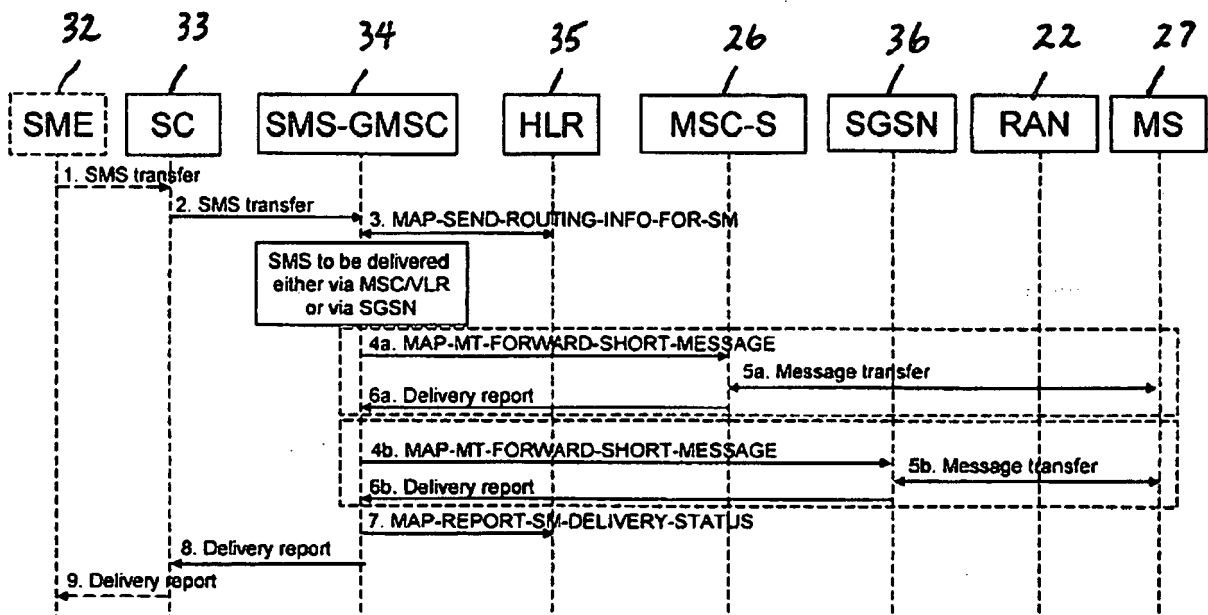 32 33 34 35 26 36 22 27
SME SC SMS-GMSC HLR MSC-S SGSN RAN MS
1. SMS transfer
2. SMS transfer
3. MAP-SEND-ROUTING-INFO-FOR-SM
SMS to be delivered
either via MSC/VLR
or via SGSN
4a. MAP-MT-FORWARD-SHORT-MESSAGE
5a. Message transfer
6a. Delivery report
4b. MAP-MT-FORWARD-SHORT-MESSAGE
5b. Message transfer
6b. Delivery report
7. MAP-REPORT-SM-DELIVERY-STATUS
8. Delivery report
9. Delivery report